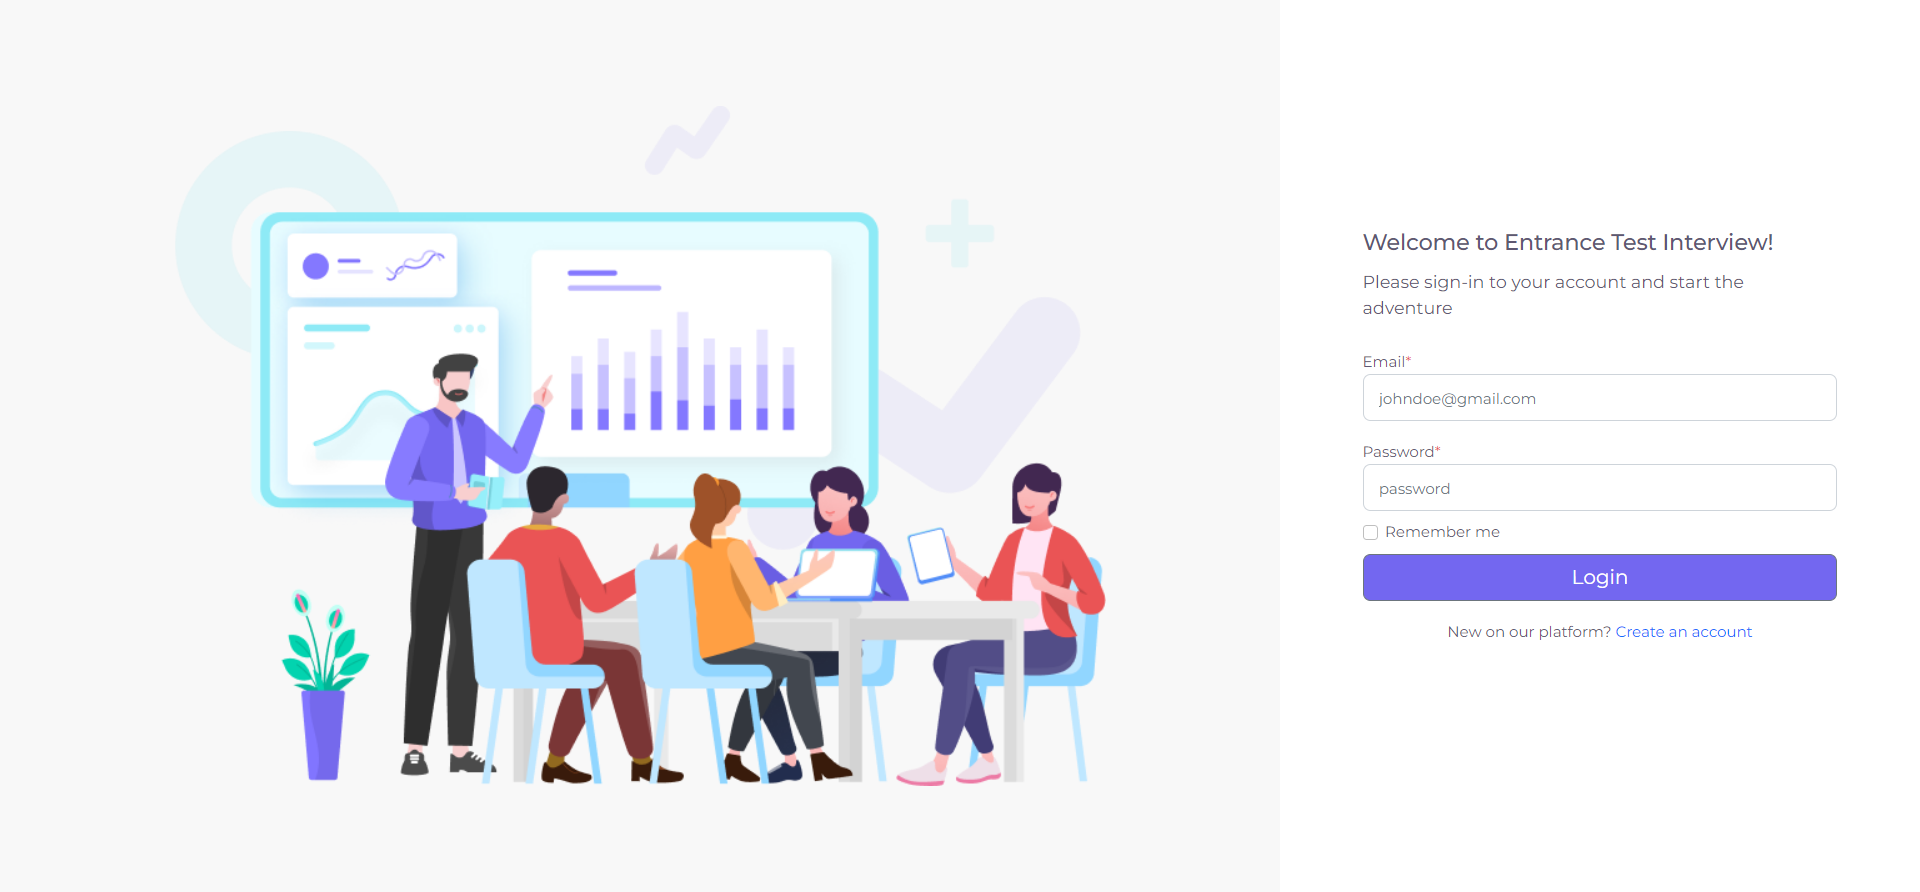 Welcome to Entrance Test Interview!
Please sign-in to your account and start the
adventure
Email*
johndoe@gmail.com
Password*
password
Remember me
Login
New on our platform? Create an account